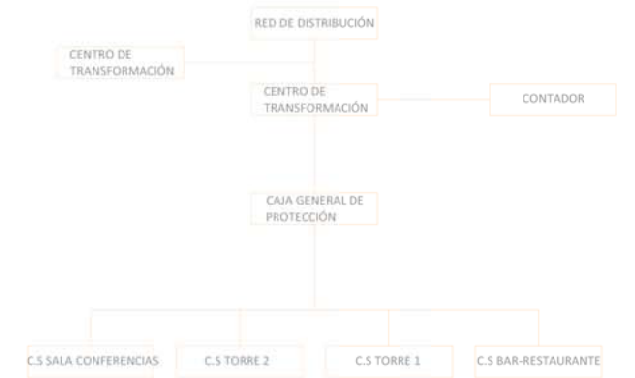 RED DE DISTRIBUCIÓN
CENTRO DE
TRANSFORMACIÓN
CENTRO DE
TRANSFORMACIÓN
CONTADOR
CAJA GENERAL DE
PROTECCIÓN
C.S SALA CONFERENCIAS
C.S TORRE 2
C.S TORRE 1
C.S BAR-RESTAURANTE